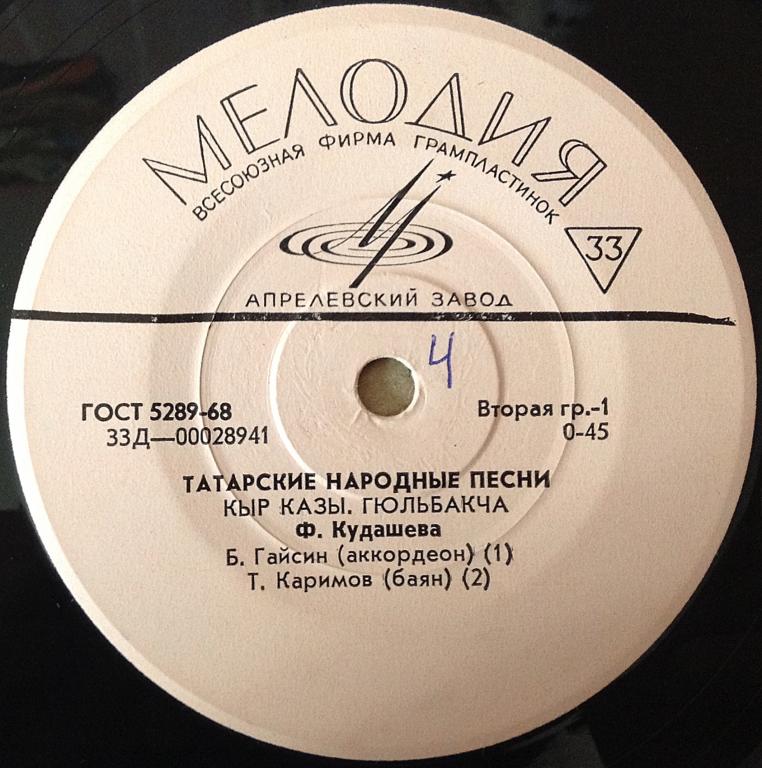 МЕЛОДИЯ
ВСЕСОЮЗНАЯ ФИРМА ГРАМПЛАСТИНОК
33
АПРЕЛЕВСКИЙ ЗАВОД
4
ГОСТ 5289-68
33Д—00028941
Вторая гр.-1
0-45
ТАТАРСКИЕ НАРОДНЫЕ ПЕСНИ
КЫР КАЗЫ. ГЮЛЬБАКЧА
Ф. Кудашева
Б. Гайсин (аккордеон) (1)
Т. Каримов (баян) (2)